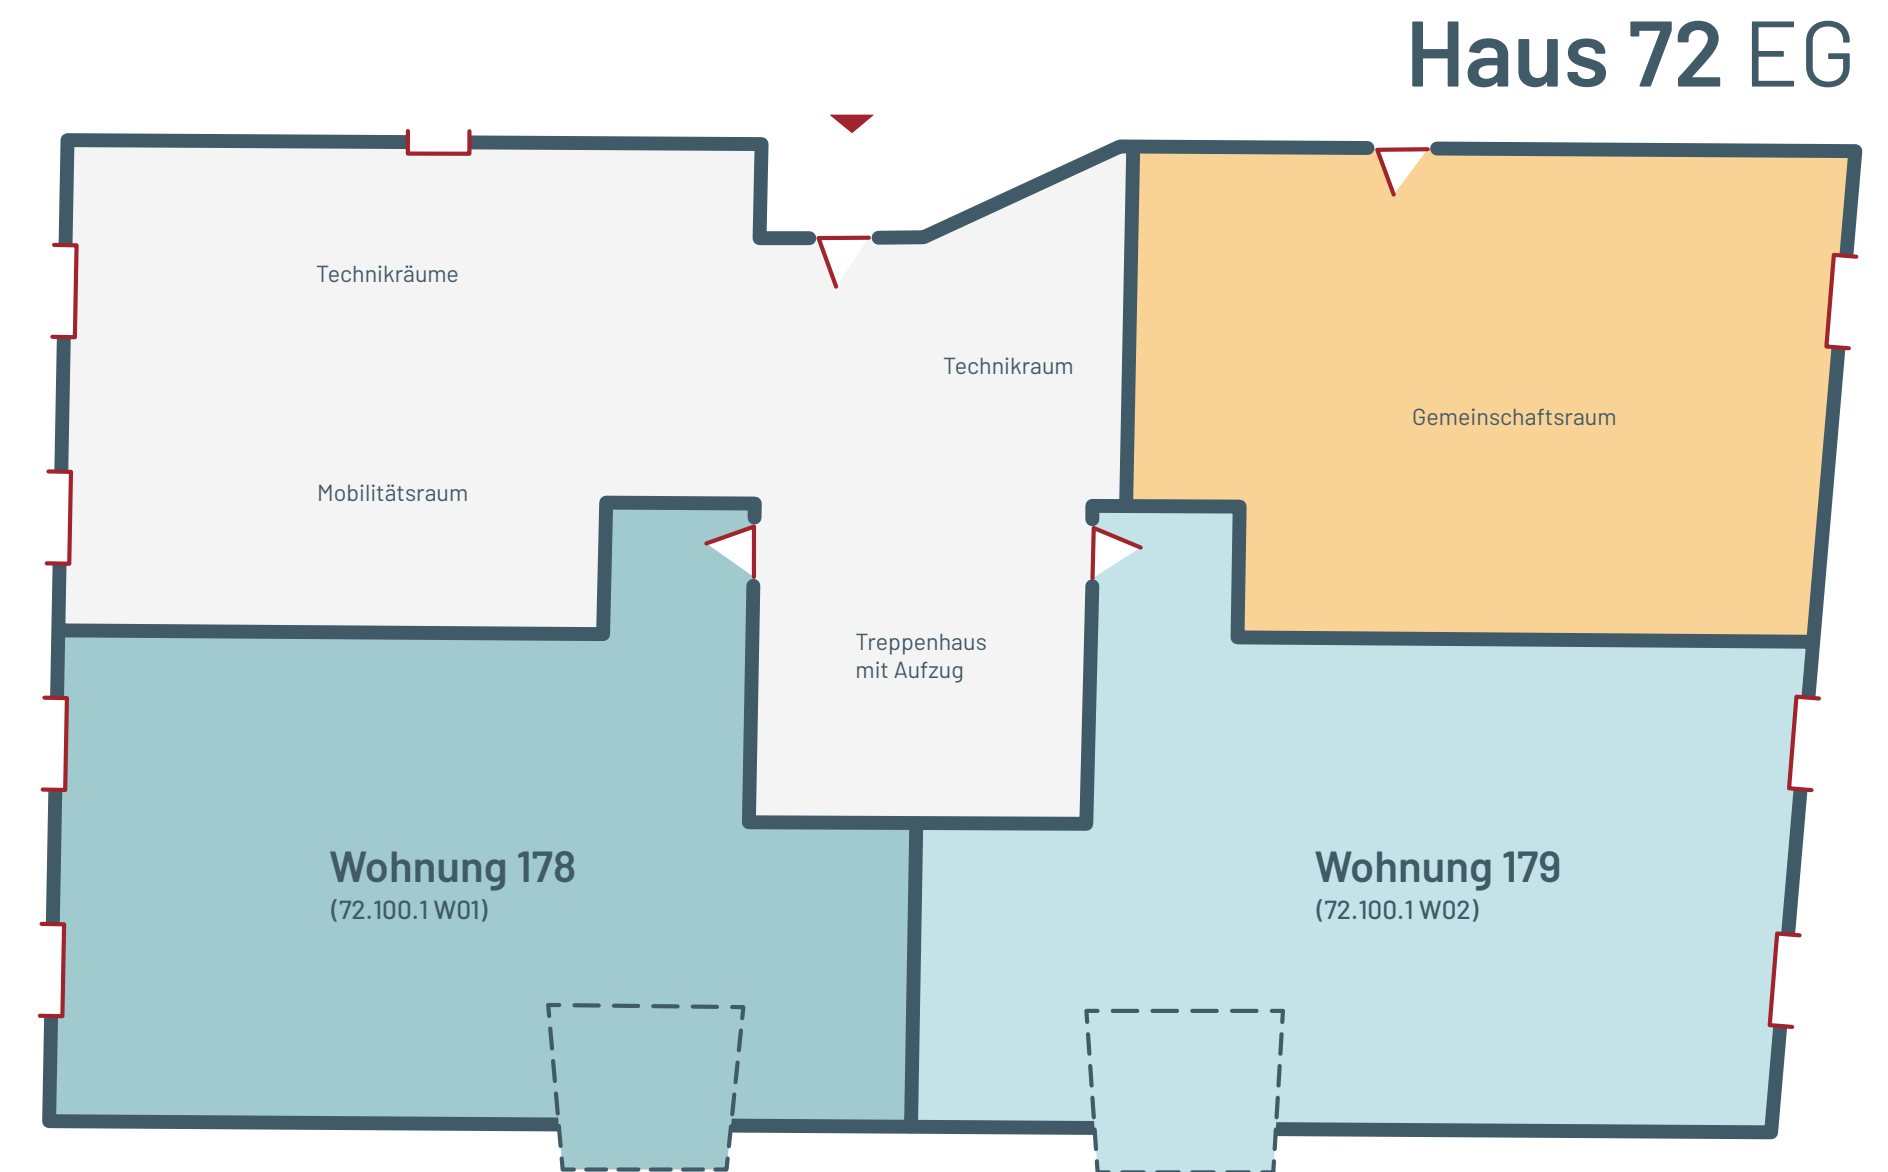 Haus 72 EG
Technikräume
Technikraum
Gemeinschaftsraum
Mobilitätsraum
Treppenhaus
mit Aufzug
Wohnung 178
(72.100.1 W01)
Wohnung 179
(72.100.1 W02)